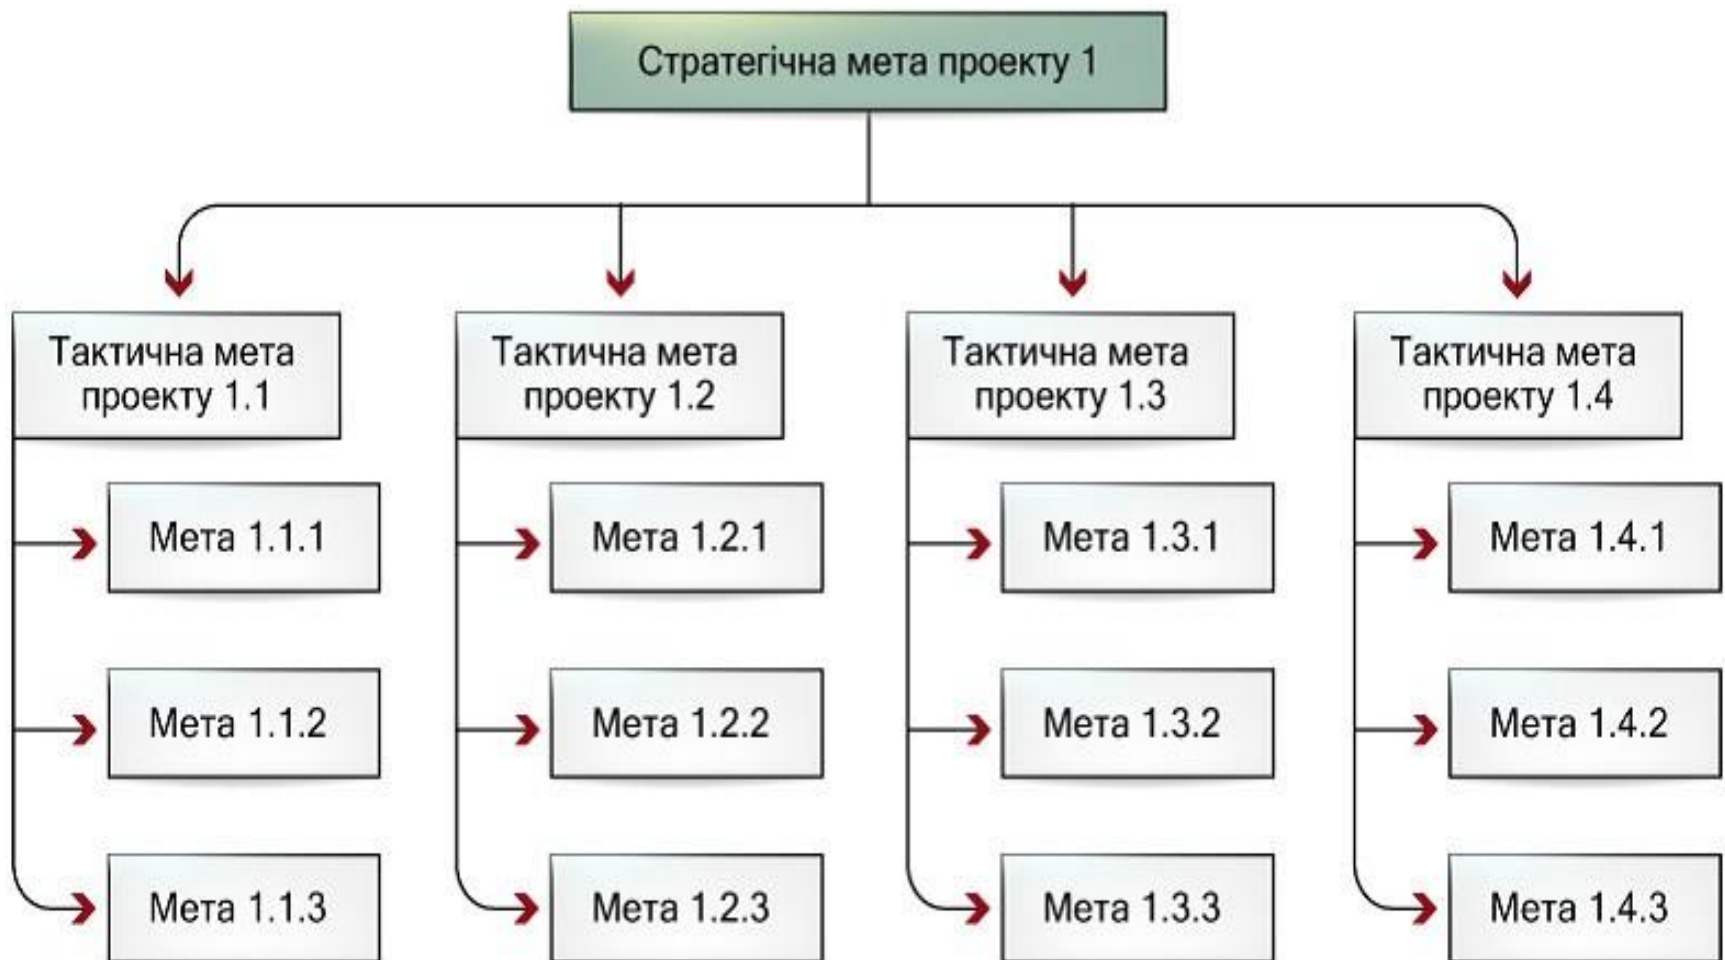 Стратегічна мета проекту 1
Тактична мета
проекту 1.1
Тактична мета
проекту 1.2
Тактична мета
проекту 1.3
Тактична мета
проекту 1.4
Мета 1.1.1
Мета 1.2.1
Мета 1.3.1
Мета 1.4.1
Мета 1.1.2
Мета 1.2.2
Мета 1.3.2
Мета 1.4.2
Мета 1.1.3
Мета 1.2.3
Мета 1.3.3
Мета 1.4.3